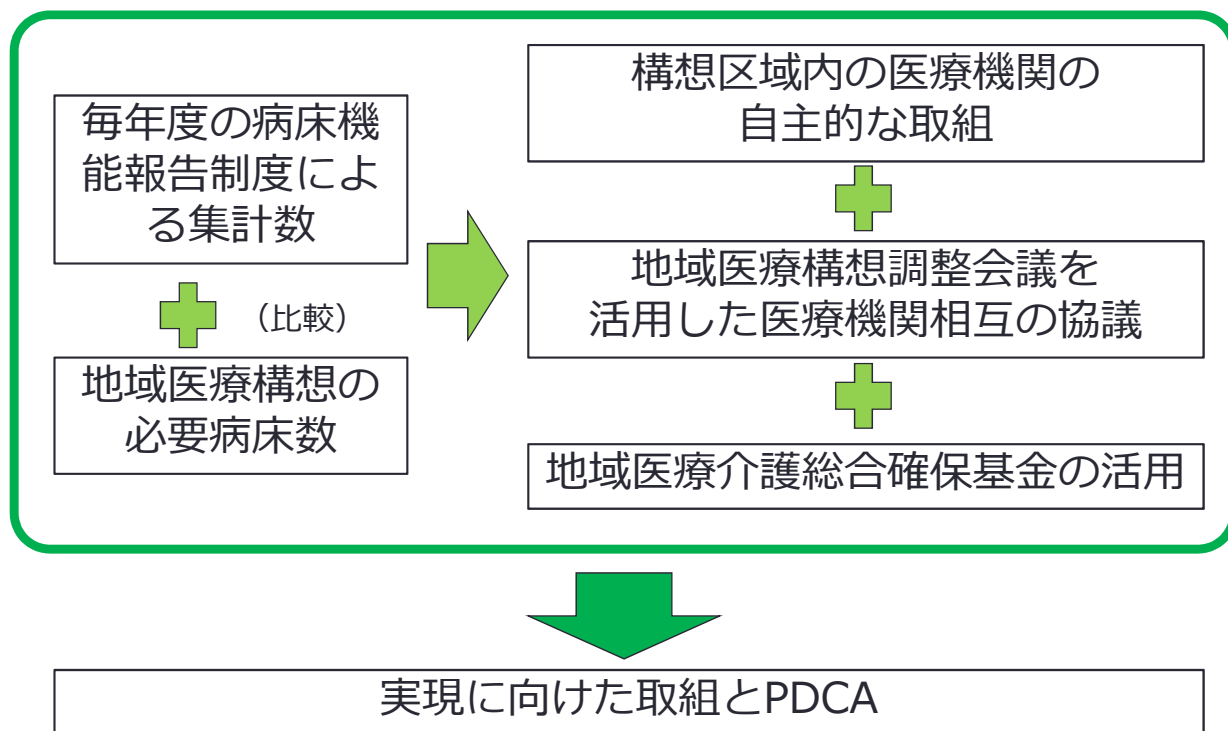 毎年度の病床機
能報告制度によ
る集計数
（比較）
地域医療構想の
必要病床数
構想区域内の医療機関の
自主的な取組
地域医療構想調整会議を
活用した医療機関相互の協議
地域医療介護総合確保基金の活用
実現に向けた取組とPDCA